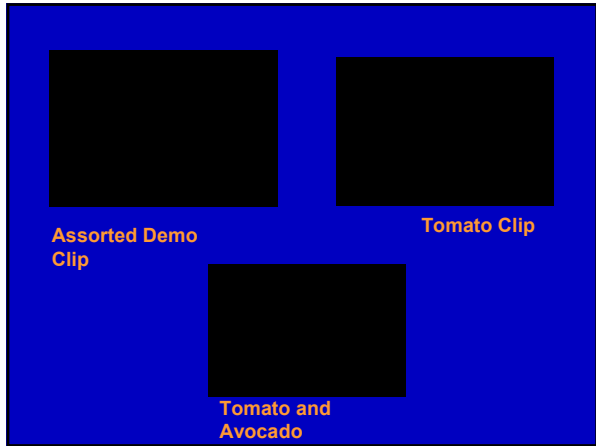 Assorted Demo
Clip
Tomato Clip
Tomato and
Avocado